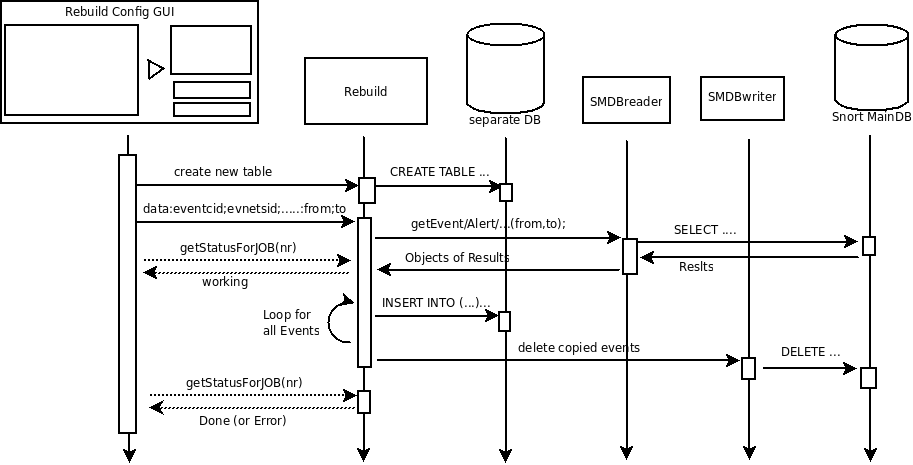 Rebuild Config GUI
Rebuild
separate DB
SMDBreader
SMDBwriter
Snort MainDB
create new table
CREATE TABLE ...
data:eventcid;evnetsid;.....:from;to
getEvent/Alert/...(from,to);
SELECT ....
getStatusForJOB(nr)
Objects of Results
Reslts
working
INSERT INTO (...)...
Loop for
all Events
delete copied events
DELETE ...
getStatusForJOB(nr)
Done (or Error)